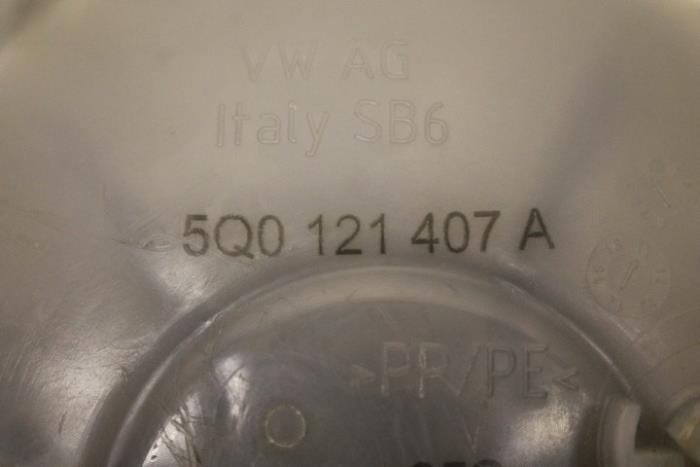 VW AG
Italy SB6
5Q0 121 407 A
>PP/PE<